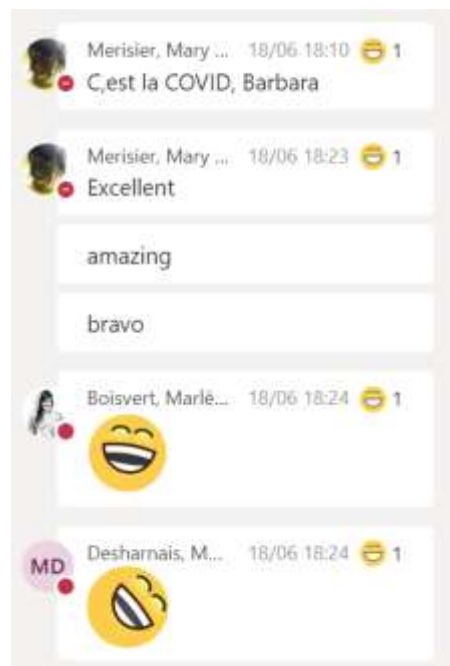 Merisier, Mary ... 18/06 18:10 1
C,est la COVID, Barbara
Merisier, Mary ... 18/06 18:23 1
Excellent
amazing
bravo
Boisvert, Marlè... 18/06 18:24 1
MD
Desharnais, M... 18/06 18:24 1